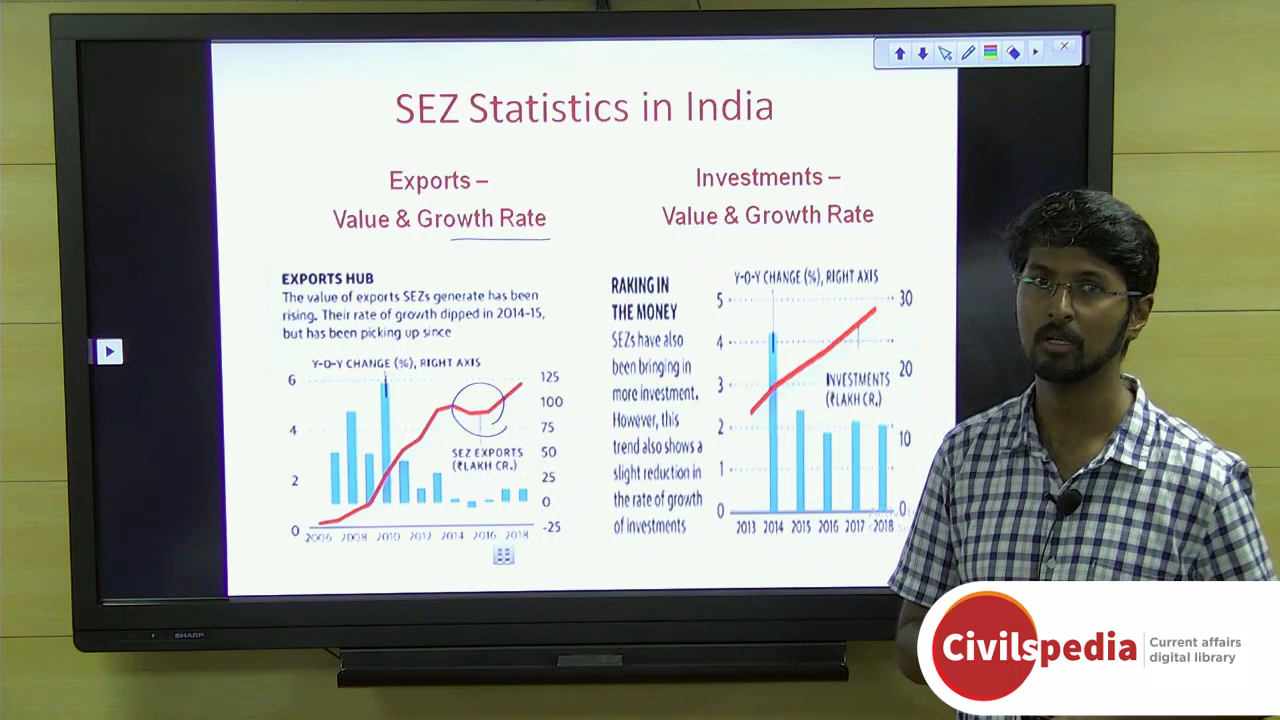 SEZ Statistics in India
Exports –
Value & Growth Rate
EXPORTS HUB
The value of exports SEZs generate has been
rising. Their rate of growth dipped in 2014-15,
but has been picking up since
Y-O-Y CHANGE (%), RIGHT AXIS
6
4
2
0
125
100
75
50
25
0
-25
SEZ EXPORTS
(₹LAKH CR.)
2006 2008 2010 2012 2014 2016 2018
Investments –
Value & Growth Rate
RAKING IN
THE MONEY
SEZs have also
been bringing in
more investment.
However, this
trend also shows a
slight reduction in
the rate of growth
of investments
Y-O-Y CHANGE (%), RIGHT AXIS
5
4
3
2
1
0
30
20
10
0
INVESTMENTS
(₹LAKH CR.)
2013 2014 2015 2016 2017 2018
SHARP
Civilspedia
Current affairs
digital library